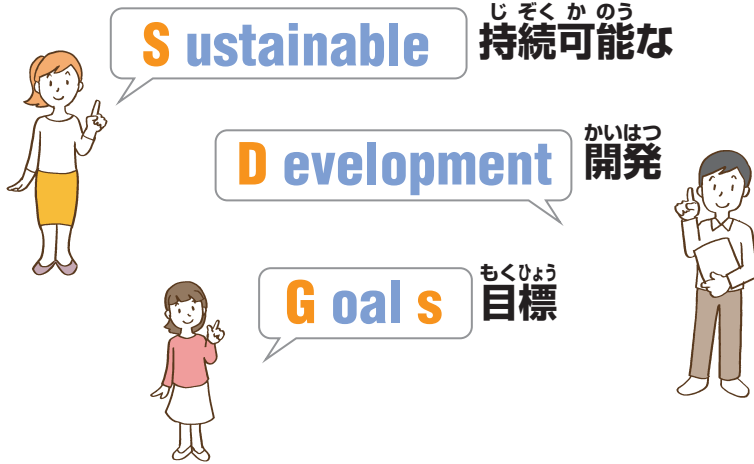 じぞくかのう
Sustainable 持続可能な
かいはつ
Development 開発
もくひょう
Goals 目標